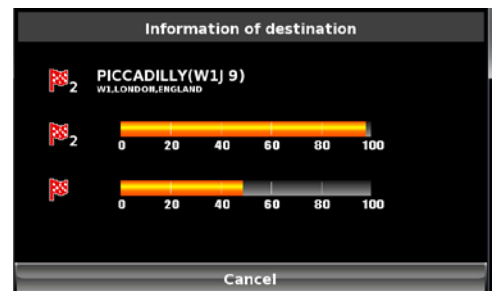 Information of destination
2 PICCADILLY(W1J 9)
W1,LONDON,ENGLAND
2
0 20 40 60 80 100
0 20 40 60 80 100
Cancel